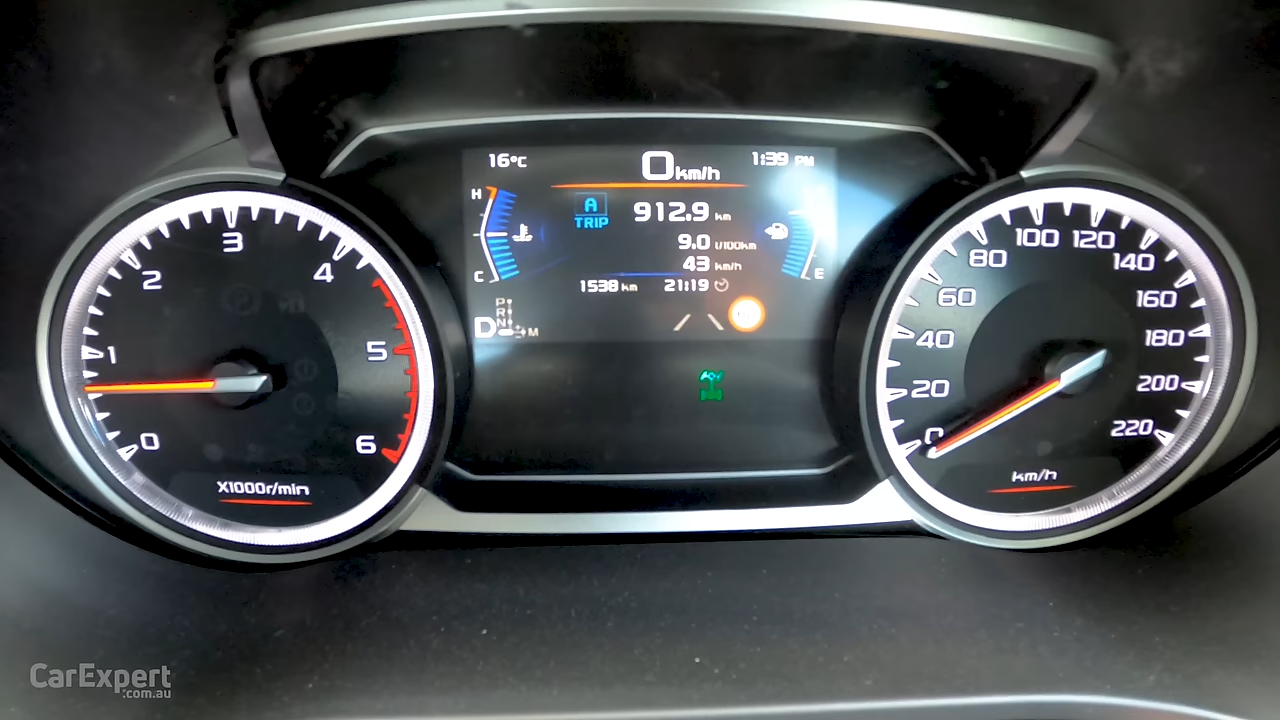 16°C
0 km/h
1:39 PM
H
C
A
TRIP
912.9 km
9.0 l/100km
43 km/h
1538 km
21:19
E
P
R
N
D
M
0
1
2
3
4
5
6
X1000r/min
0
20
40
60
80
100
120
140
160
180
200
220
km/h
CarExpert
.com.au